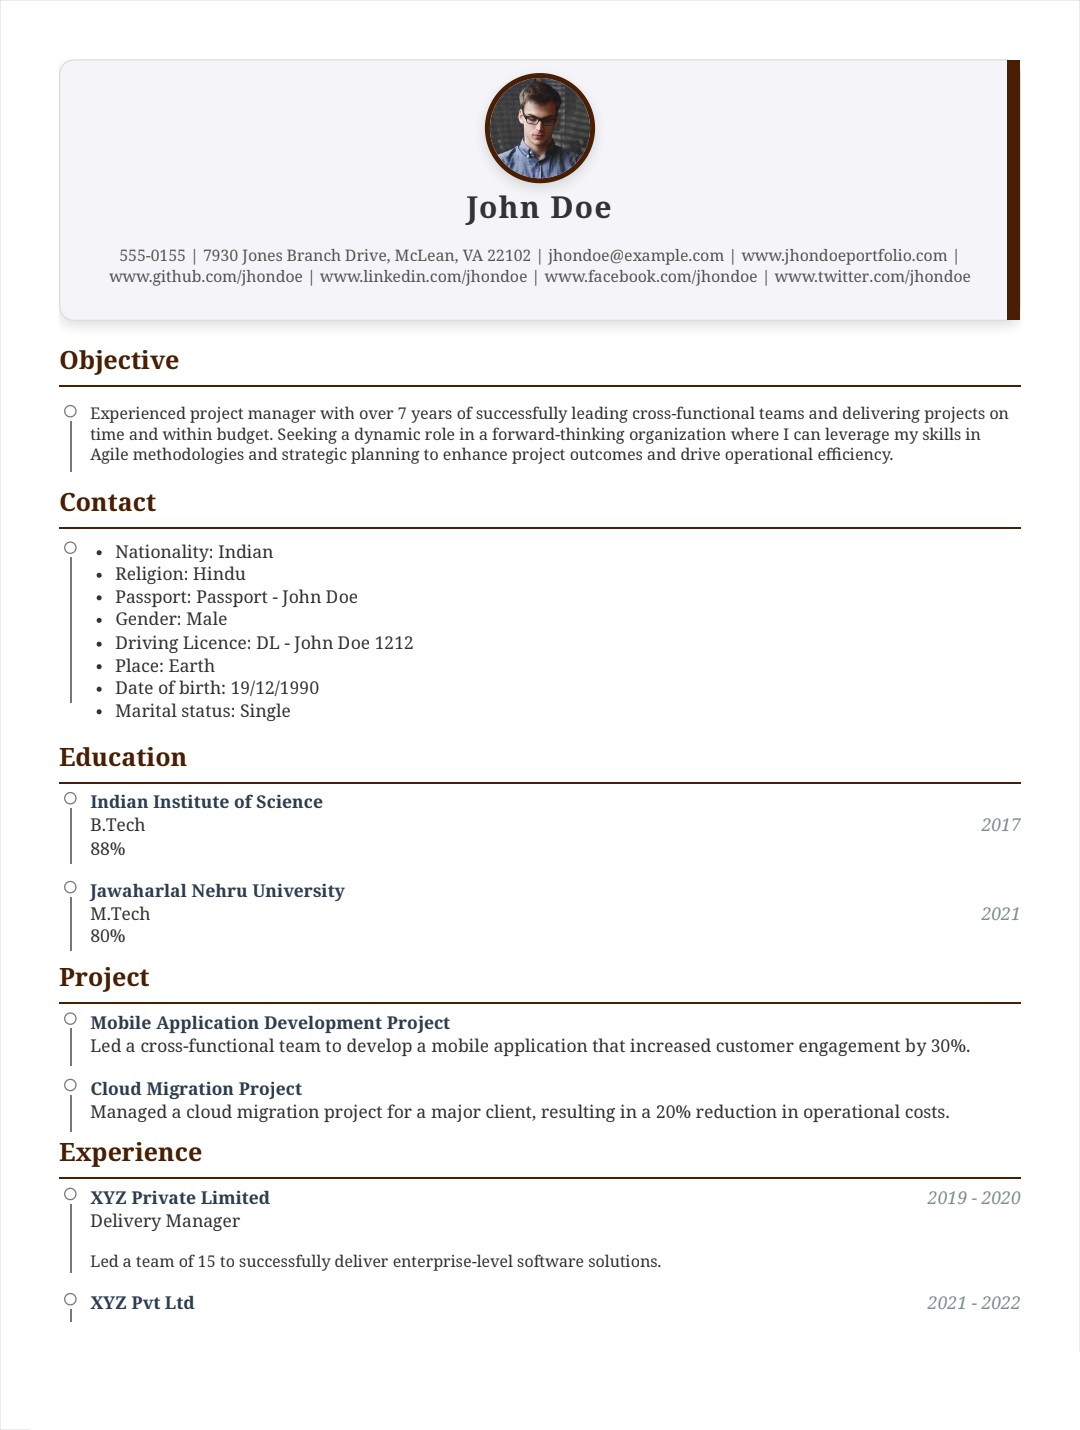 John Doe
555-0155 | 7930 Jones Branch Drive, McLean, VA 22102 | jhondoe@example.com | www.jhondoeportfolio.com |
www.github.com/jhondoe | www.linkedin.com/jhondoe | www.facebook.com/jhondoe | www.twitter.com/jhondoe
Objective
Experienced project manager with over 7 years of successfully leading cross-functional teams and delivering projects on
time and within budget. Seeking a dynamic role in a forward-thinking organization where I can leverage my skills in
Agile methodologies and strategic planning to enhance project outcomes and drive operational efficiency.
Contact
• Nationality: Indian
• Religion: Hindu
• Passport: Passport - John Doe
• Gender: Male
• Driving Licence: DL - John Doe 1212
• Place: Earth
• Date of birth: 19/12/1990
• Marital status: Single
Education
Indian Institute of Science
B.Tech 2017
88%
Jawaharlal Nehru University
M.Tech 2021
80%
Project
Mobile Application Development Project
Led a cross-functional team to develop a mobile application that increased customer engagement by 30%.
Cloud Migration Project
Managed a cloud migration project for a major client, resulting in a 20% reduction in operational costs.
Experience
XYZ Private Limited 2019 - 2020
Delivery Manager
Led a team of 15 to successfully deliver enterprise-level software solutions.
XYZ Pvt Ltd 2021 - 2022